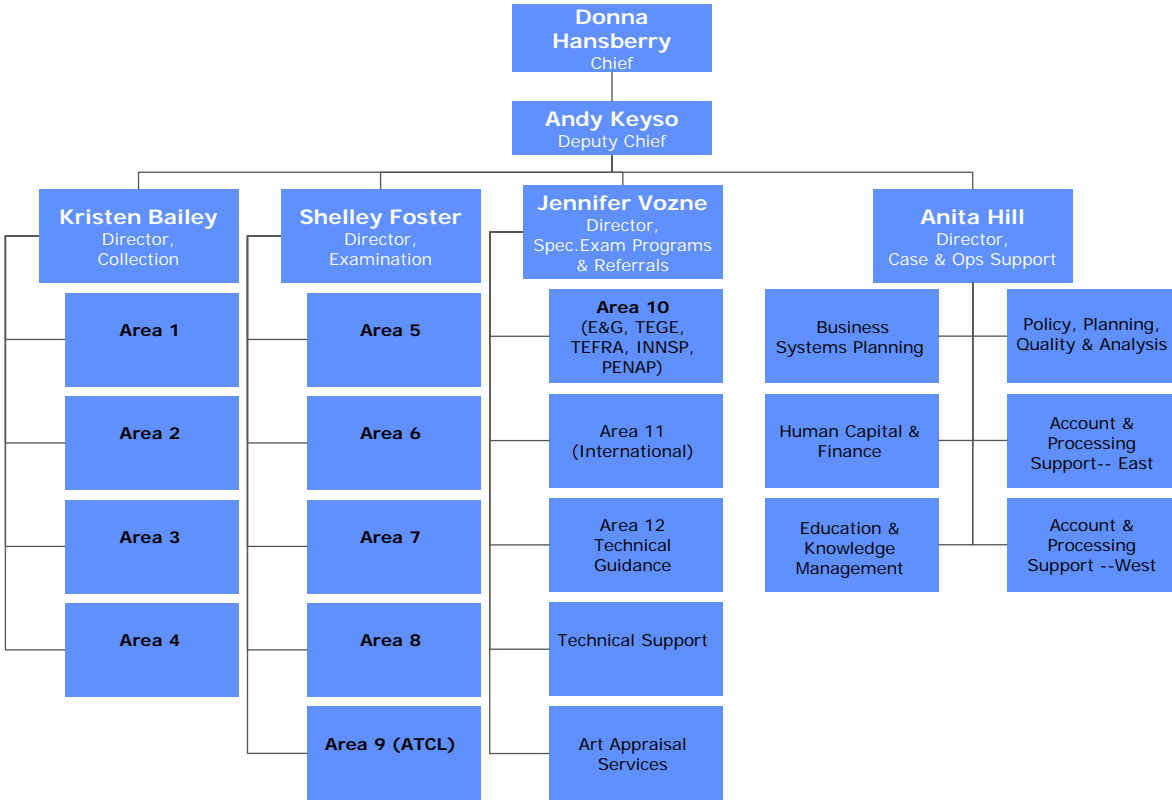 Donna
Hansberry
Chief
Andy Keyso
Deputy Chief
Kristen Bailey
Director,
Collection
Area 1
Area 2
Area 3
Area 4
Shelley Foster
Director,
Examination
Area 5
Area 6
Area 7
Area 8
Area 9 (ATCL)
Jennifer Vozne
Director,
Spec.Exam Programs
& Referrals
Area 10
(E&G, TEGE,
TEFRA, INNSP,
PENAP)
Area 11
(International)
Area 12
Technical
Guidance
Technical Support
Art Appraisal
Services
Anita Hill
Director,
Case & Ops Support
Business
Systems Planning
Policy, Planning,
Quality & Analysis
Human Capital &
Finance
Account &
Processing
Support-- East
Education &
Knowledge
Management
Account &
Processing
Support --West